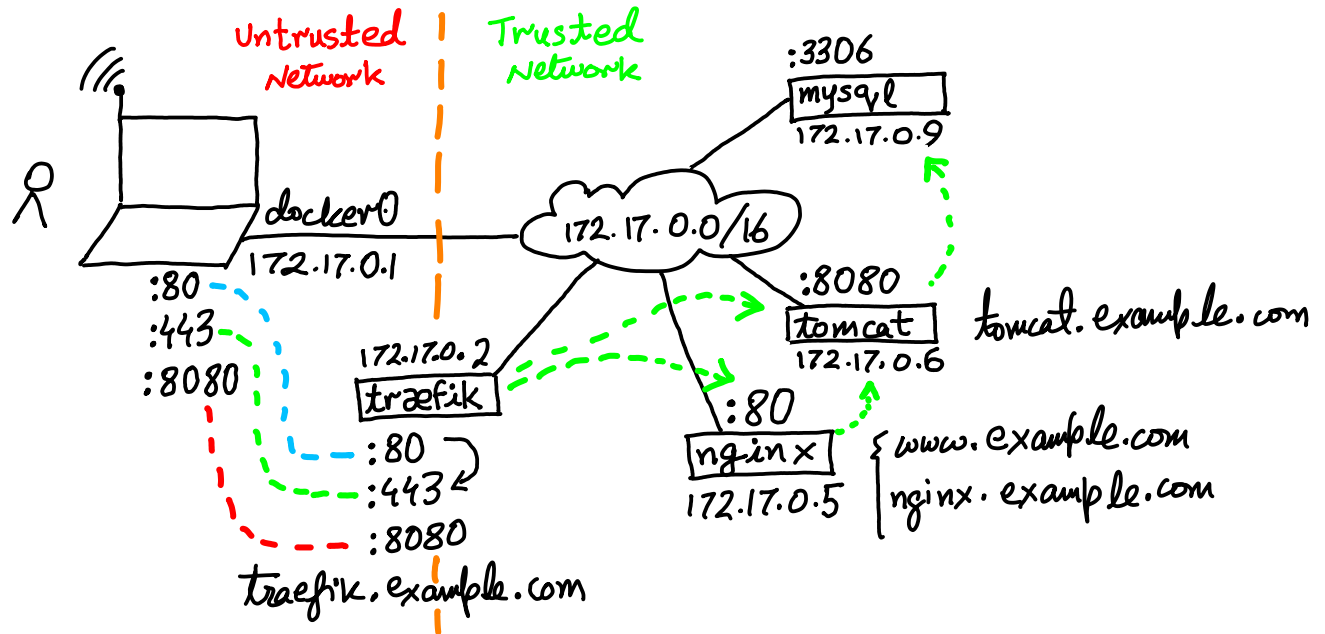 Untrusted
Network
Trusted
Network
:3306
mysql
172.17.0.9
docker0
172.17.0.1
172.17.0.0/16
:80
:443
:8080
172.17.0.2
traefik
:80
:443
:8080
traefik.example.com
:8080
tomcat
172.17.0.6
tomcat.example.com
:80
nginx
172.17.0.5
www.example.com
nginx.example.com